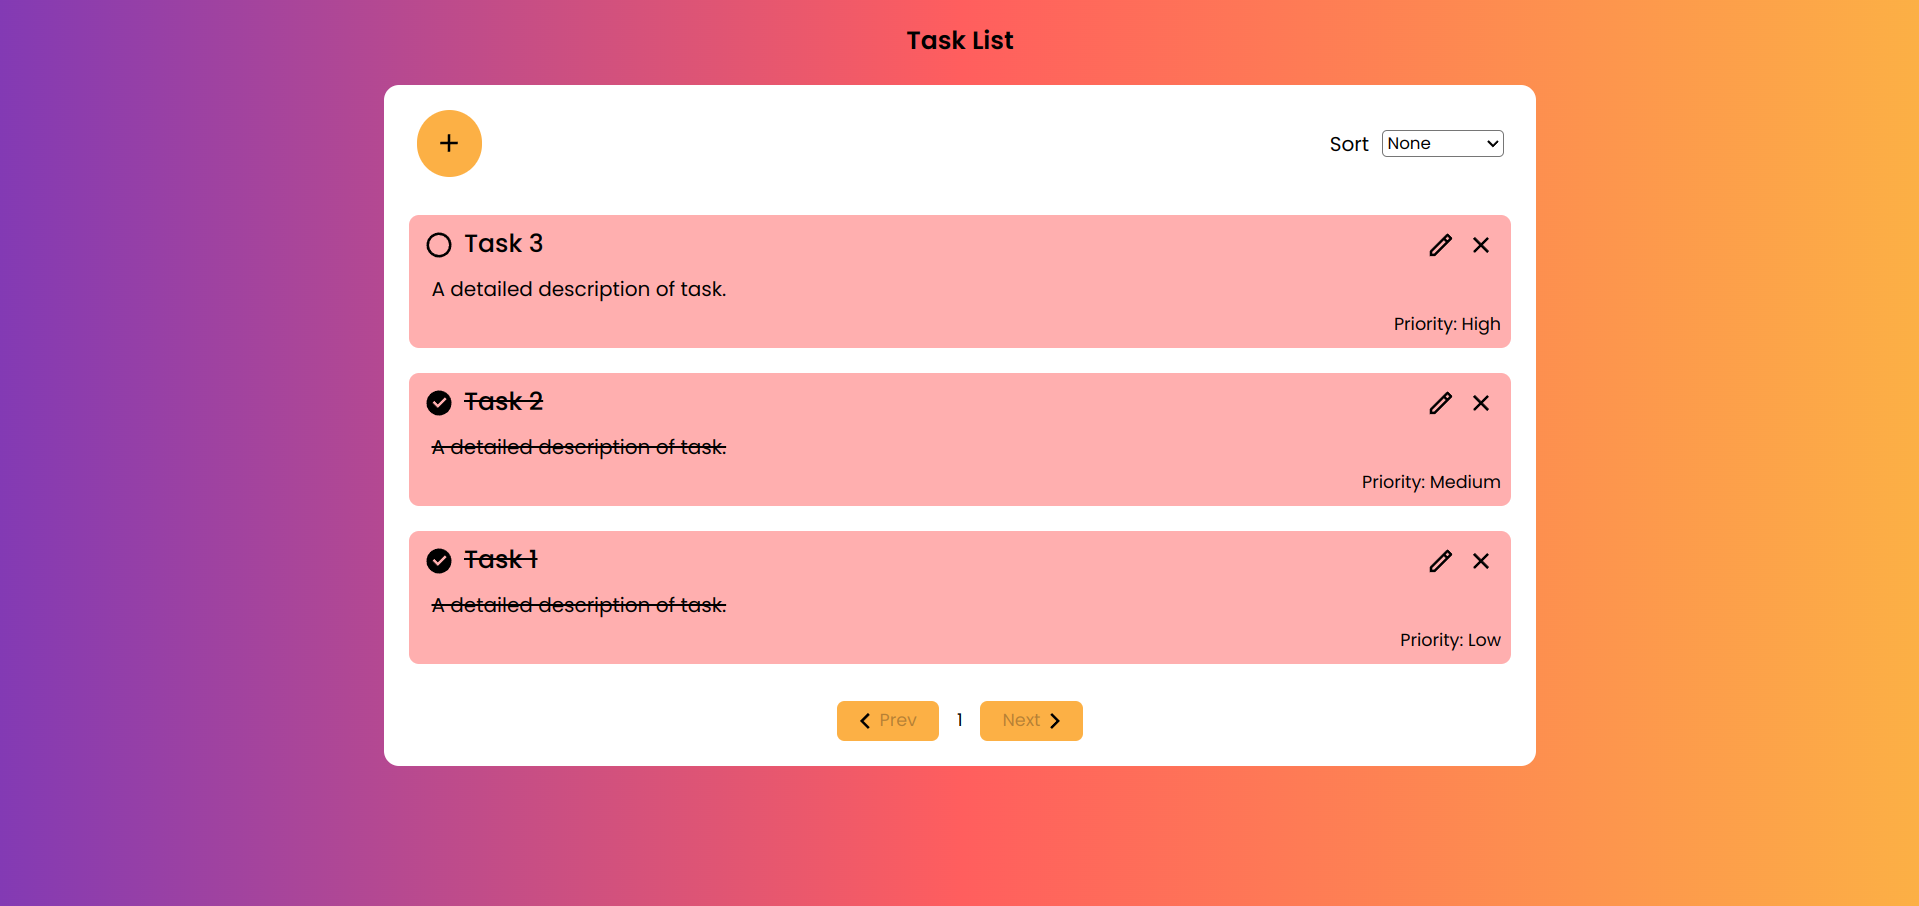 Task List
+
Sort None
Task 3
A detailed description of task.
Priority: High
Task 2
A detailed description of task.
Priority: Medium
Task 1
A detailed description of task.
Priority: Low
Prev 1 Next